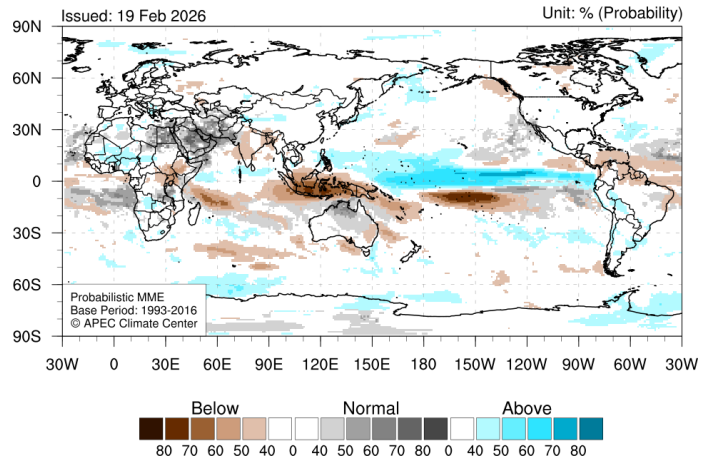 Issued: 19 Feb 2026
Unit: % (Probability)
90N
60N
30N
0
30S
60S
90S
Probabilistic MME
Base Period: 1993-2016
© APEC Climate Center
30W 0 30E 60E 90E 120E 150E 180 150W 120W 90W 60W 30W
Below Normal Above
80 70 60 50 40 0 40 50 60 70 80 0 40 50 60 70 80